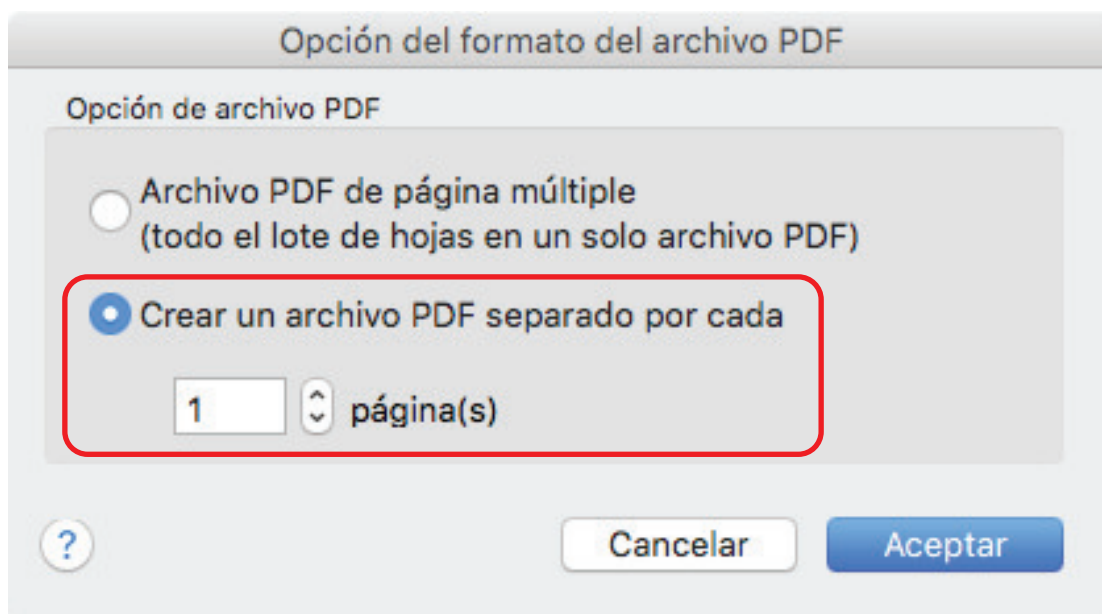 Opción del formato del archivo PDF
Opción de archivo PDF
Archivo PDF de página múltiple
(todo el lote de hojas en un solo archivo PDF)
Crear un archivo PDF separado por cada
1 página(s)
? Cancelar Aceptar